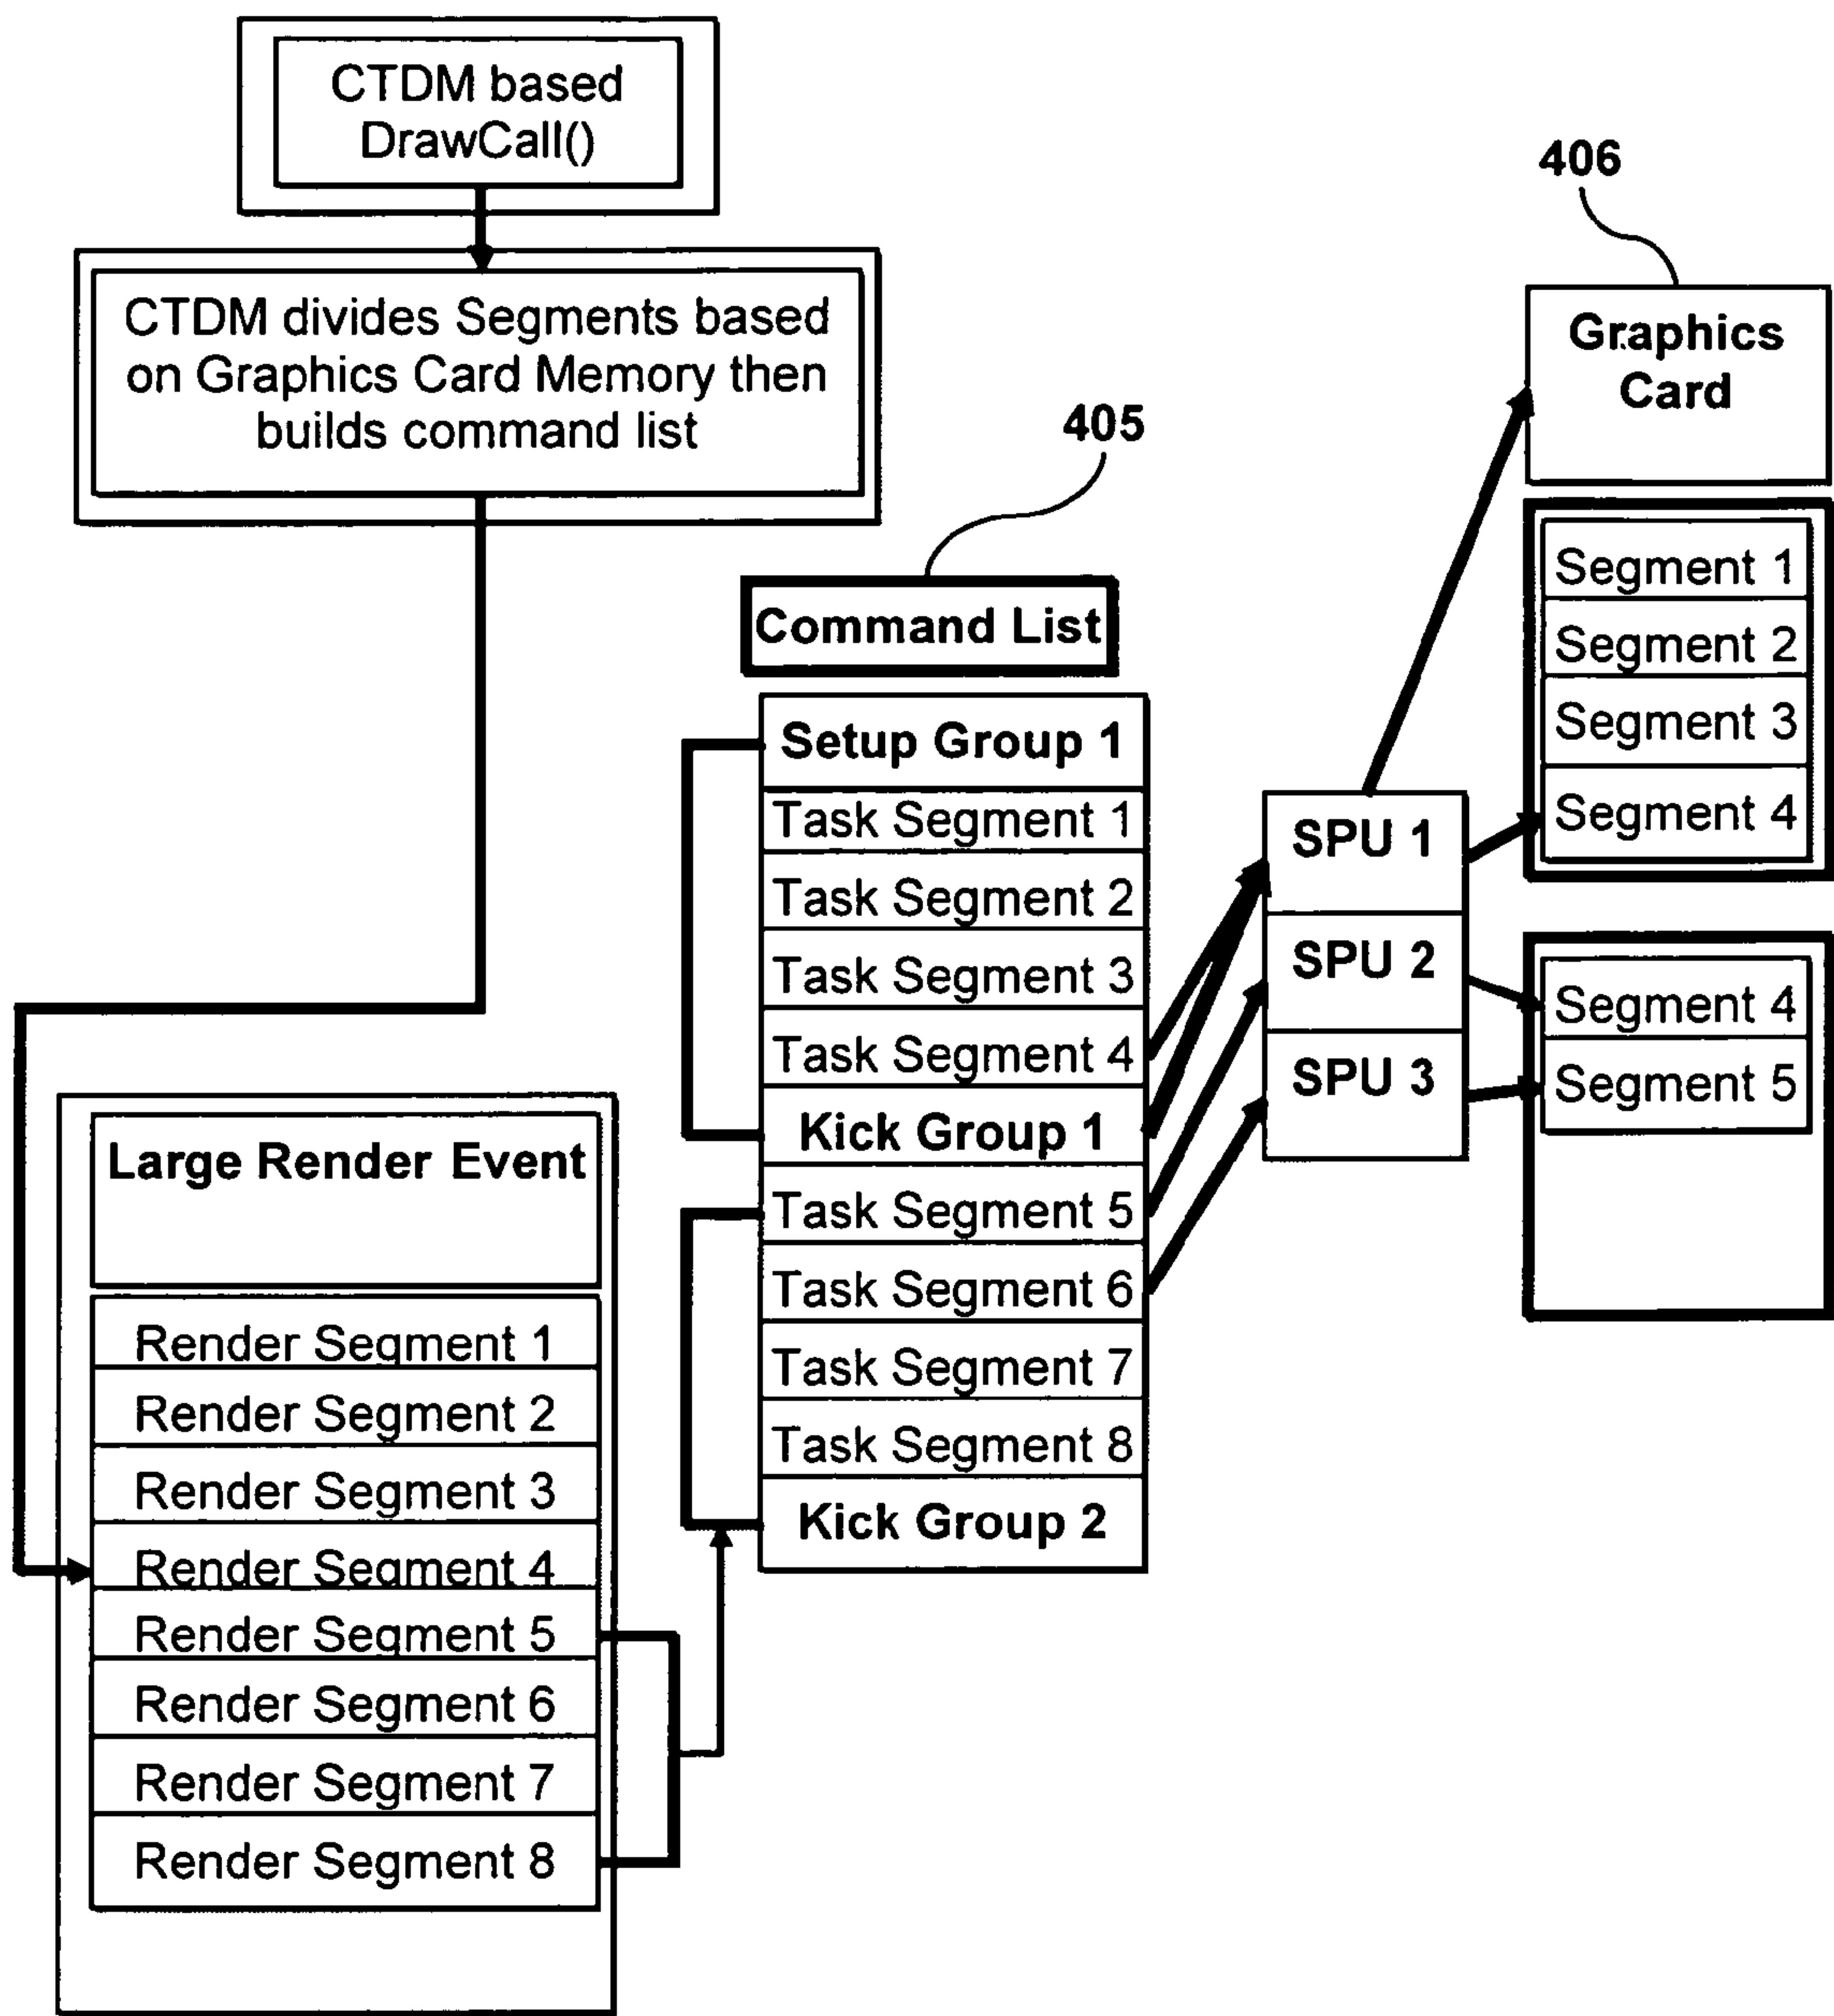 CTDM based
DrawCall()
CTDM divides Segments based
on Graphics Card Memory then
builds command list
406
Graphics
Card
Segment 1
Segment 2
Segment 3
Segment 4
Segment 4
Segment 5
405
Command List
Setup Group 1
Task Segment 1
Task Segment 2
Task Segment 3
Task Segment 4
Kick Group 1
Task Segment 5
Task Segment 6
Task Segment 7
Task Segment 8
Kick Group 2
SPU 1
SPU 2
SPU 3
Large Render Event
Render Segment 1
Render Segment 2
Render Segment 3
Render Segment 4
Render Segment 5
Render Segment 6
Render Segment 7
Render Segment 8